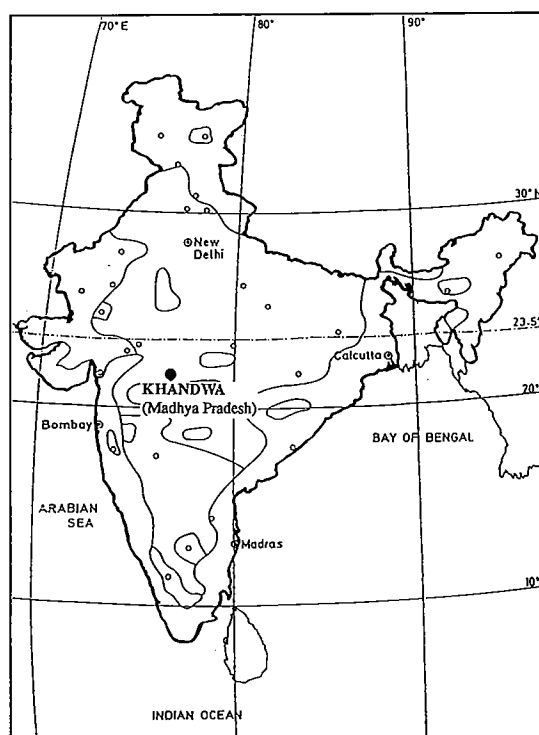 70° E
80°
90°
10°
30° N
New
Delhi
23·5°
Calcutta
KHANDWA
20°
(Madhya Pradesh)
Bombay
BAY OF BENGAL
ARABIAN
SEA
Madras
10°
INDIAN OCEAN